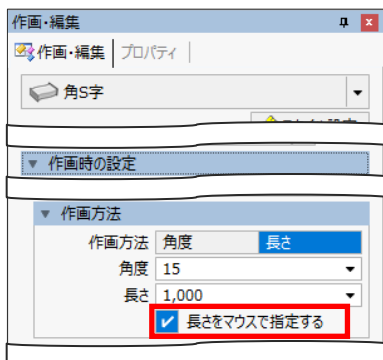 作画・編集
作画・編集 プロパティ
角S字
作画時の設定
作画方法
作画方法 角度 長さ
角度 15
長さ 1,000
長さをマウスで指定する